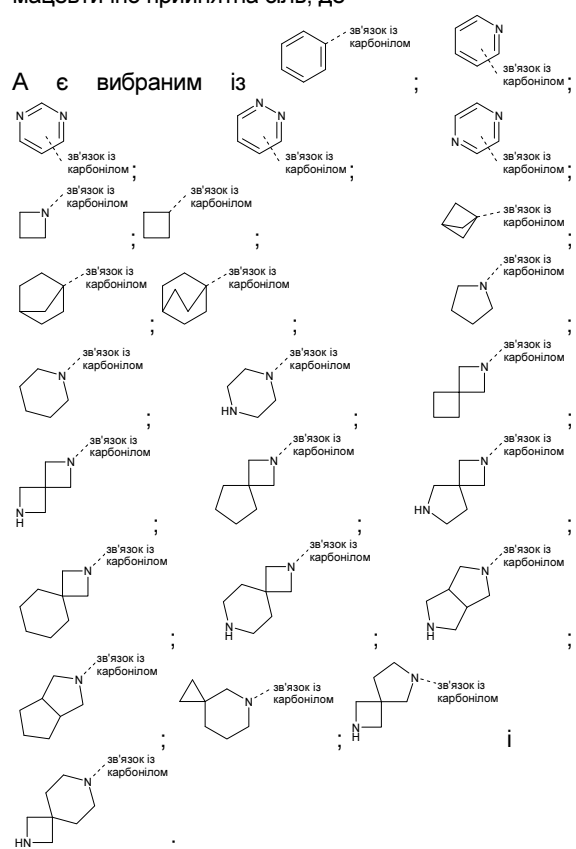 мацевтично прийнятна сіль, де
зв'язок із
карбонілом ;
N
зв'язок із
карбонілом ;
А є вибраним із
N N
зв'язок із
карбонілом ;
N N
зв'язок із
карбонілом ;
N N
зв'язок із
карбонілом ;
N
зв'язок із
карбонілом ;
зв'язок із
карбонілом ;
зв'язок із
карбонілом ;
зв'язок із
карбонілом ;
зв'язок із
карбонілом ;
N
зв'язок із
карбонілом ;
N
зв'язок із
карбонілом ;
N
HN
зв'язок із
карбонілом ;
N
зв'язок із
карбонілом ;
N
N
H
зв'язок із
карбонілом ;
N
зв'язок із
карбонілом ;
N
HN
зв'язок із
карбонілом ;
N
зв'язок із
карбонілом ;
N
N
H
зв'язок із
карбонілом ;
N
N
H
зв'язок із
карбонілом ;
N
зв'язок із
карбонілом ;
N
зв'язок із
карбонілом ;
N
N
H
зв'язок із
карбонілом і
N
HN
зв'язок із
карбонілом .